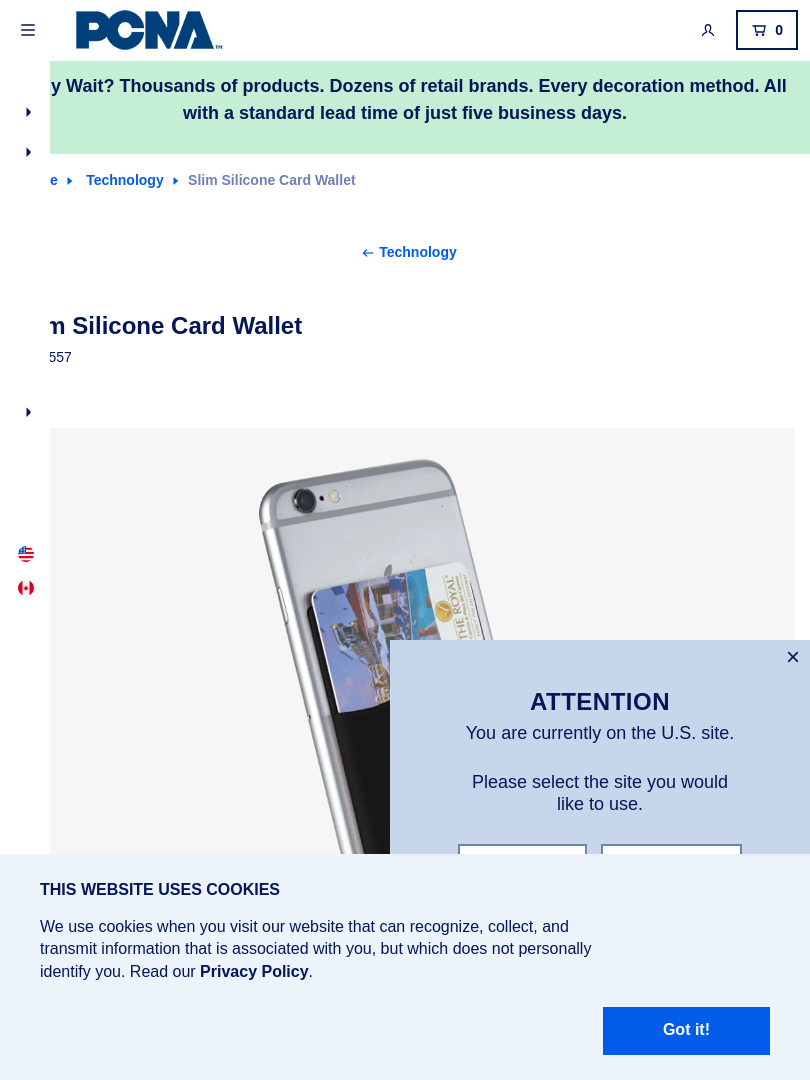 PCNA™
0
y Wait? Thousands of products. Dozens of retail brands. Every decoration method. All
with a standard lead time of just five business days.
e Technology Slim Silicone Card Wallet
← Technology
m Silicone Card Wallet
557
THE ROYAL
×
ATTENTION
You are currently on the U.S. site.
Please select the site you would
like to use.
THIS WEBSITE USES COOKIES
We use cookies when you visit our website that can recognize, collect, and
transmit information that is associated with you, but which does not personally
identify you. Read our Privacy Policy.
Got it!